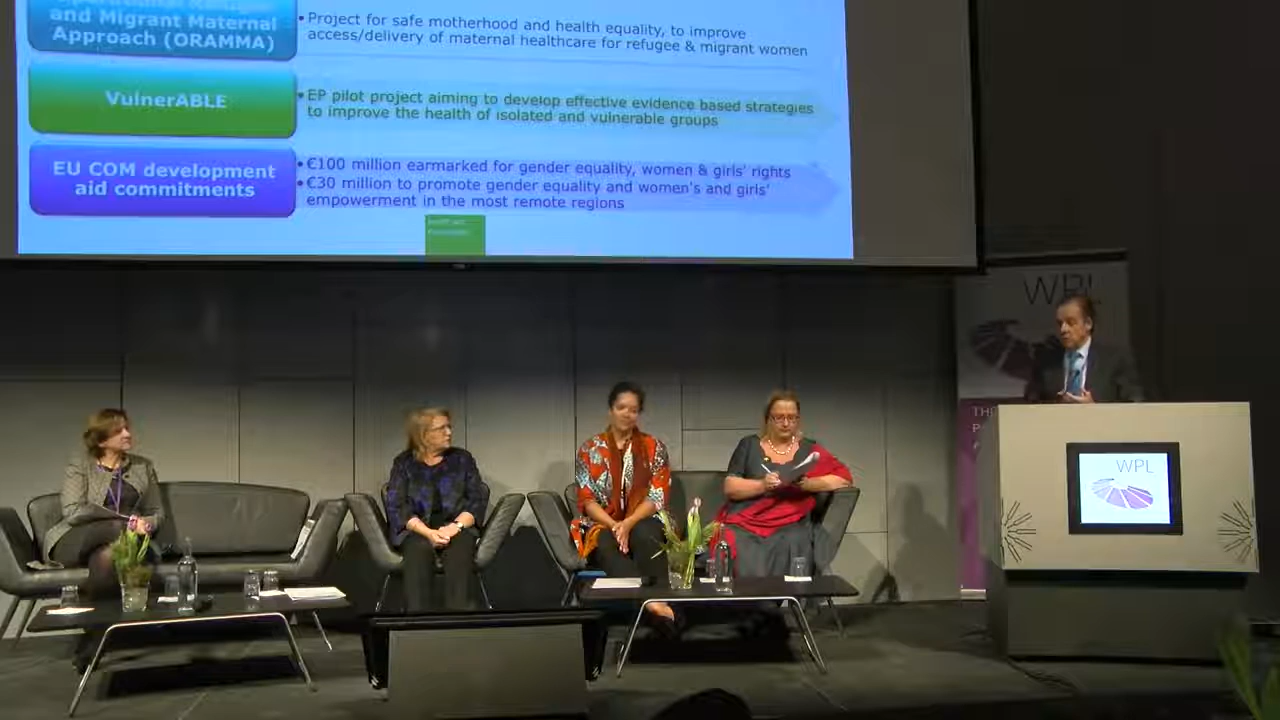 and Migrant Maternal
Approach (ORAMMA)
• Project for safe motherhood and health equality, to improve
access/delivery of maternal healthcare for refugee & migrant women
VulnerABLE
• EP pilot project aiming to develop effective evidence based strategies
to improve the health of isolated and vulnerable groups
EU COM development
aid commitments
• €100 million earmarked for gender equality, women & girls' rights
• €30 million to promote gender equality and women's and girls'
empowerment in the most remote regions
WPL
WPL